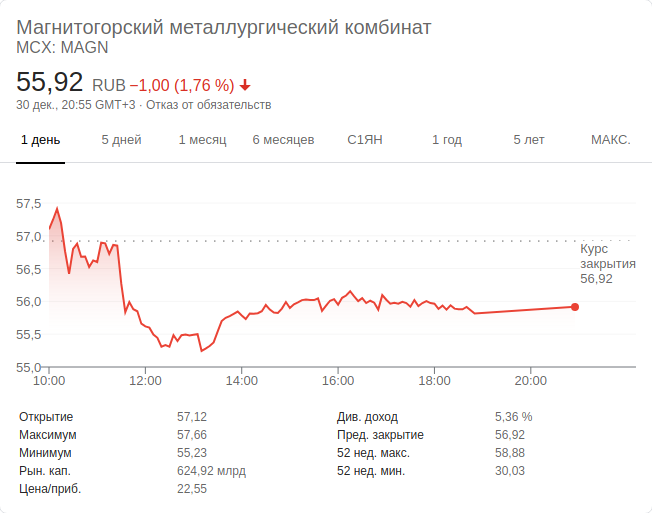 Магнитогорский металлургический комбинат
MCX: MAGN
55,92 RUB −1,00 (1,76 %)
30 дек., 20:55 GMT+3 · Отказ от обязательств
1 день 5 дней 1 месяц 6 месяцев С1ЯН 1 год 5 лет МАКС.
57,5
57,0
Курс
закрытия
56,92
56,5
56,0
55,5
55,0
10:00 12:00 14:00 16:00 18:00 20:00
Открытие 57,12 Див. доход 5,36 %
Максимум 57,66 Пред. закрытие 56,92
Минимум 55,23 52 нед. макс. 58,88
Рын. кап. 624,92 млрд 52 нед. мин. 30,03
Цена/приб. 22,55